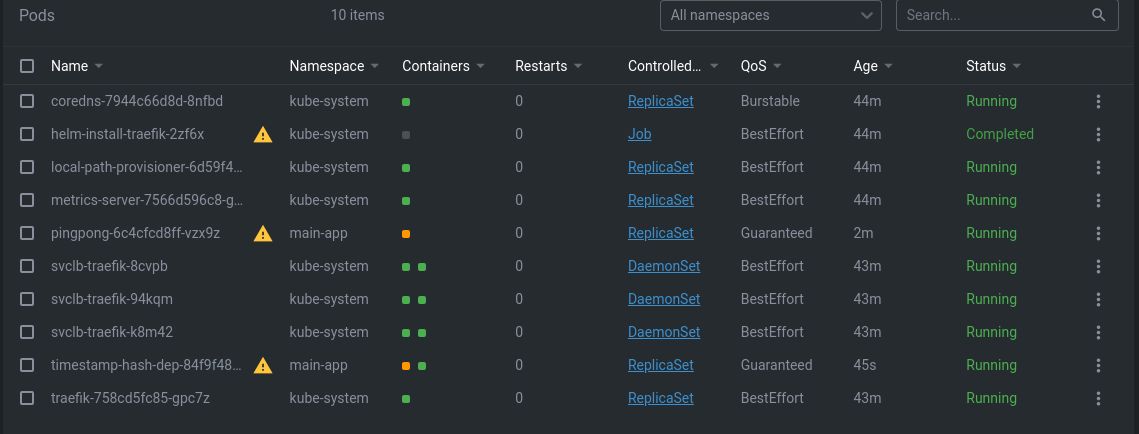 Pods 10 items All namespaces Search...
Name Namespace Containers Restarts Controlled... QoS Age Status
coredns-7944c66d8d-8nfbd kube-system 0 ReplicaSet Burstable 44m Running
helm-install-traefik-2zf6x kube-system 0 Job BestEffort 44m Completed
local-path-provisioner-6d59f4... kube-system 0 ReplicaSet BestEffort 44m Running
metrics-server-7566d596c8-g... kube-system 0 ReplicaSet BestEffort 44m Running
pingpong-6c4cfcd8ff-vzx9z main-app 0 ReplicaSet Guaranteed 2m Running
svclb-traefik-8cvpb kube-system 0 DaemonSet BestEffort 43m Running
svclb-traefik-94kqm kube-system 0 DaemonSet BestEffort 43m Running
svclb-traefik-k8m42 kube-system 0 DaemonSet BestEffort 43m Running
timestamp-hash-dep-84f9f48... main-app 0 ReplicaSet Guaranteed 45s Running
traefik-758cd5fc85-gpc7z kube-system 0 ReplicaSet BestEffort 43m Running